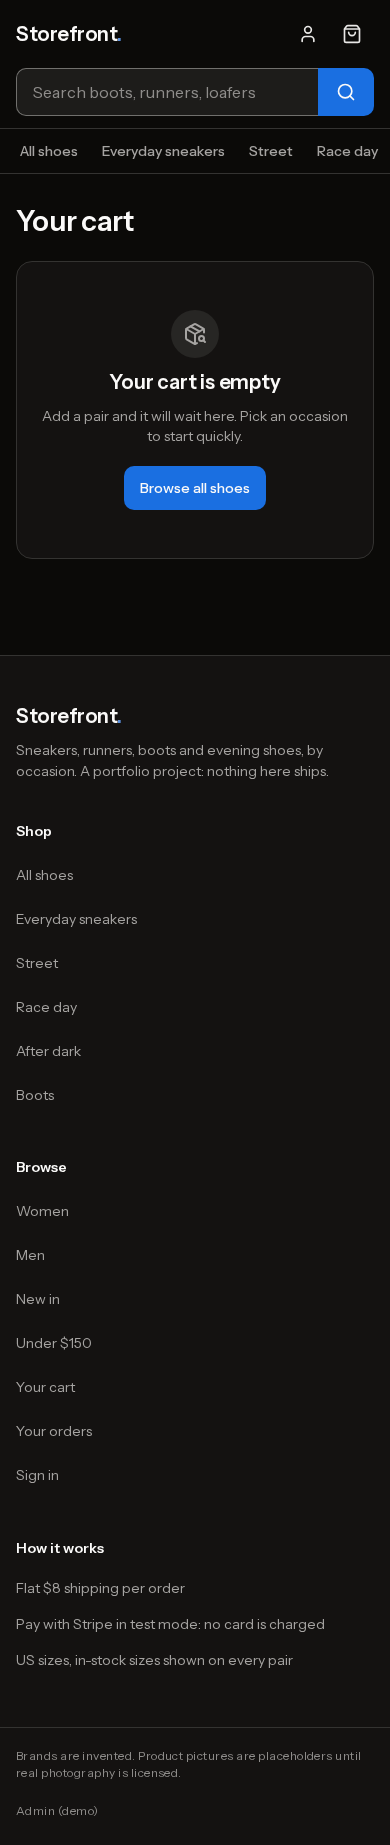 Storefront.
Search boots, runners, loafers
All shoes Everyday sneakers Street Race day
Your cart
Your cart is empty
Add a pair and it will wait here. Pick an occasion
to start quickly.
Browse all shoes
Storefront.
Sneakers, runners, boots and evening shoes, by
occasion. A portfolio project: nothing here ships.
Shop
All shoes
Everyday sneakers
Street
Race day
After dark
Boots
Browse
Women
Men
New in
Under $150
Your cart
Your orders
Sign in
How it works
Flat $8 shipping per order
Pay with Stripe in test mode: no card is charged
US sizes, in-stock sizes shown on every pair
Brands are invented. Product pictures are placeholders until
real photography is licensed.
Admin (demo)